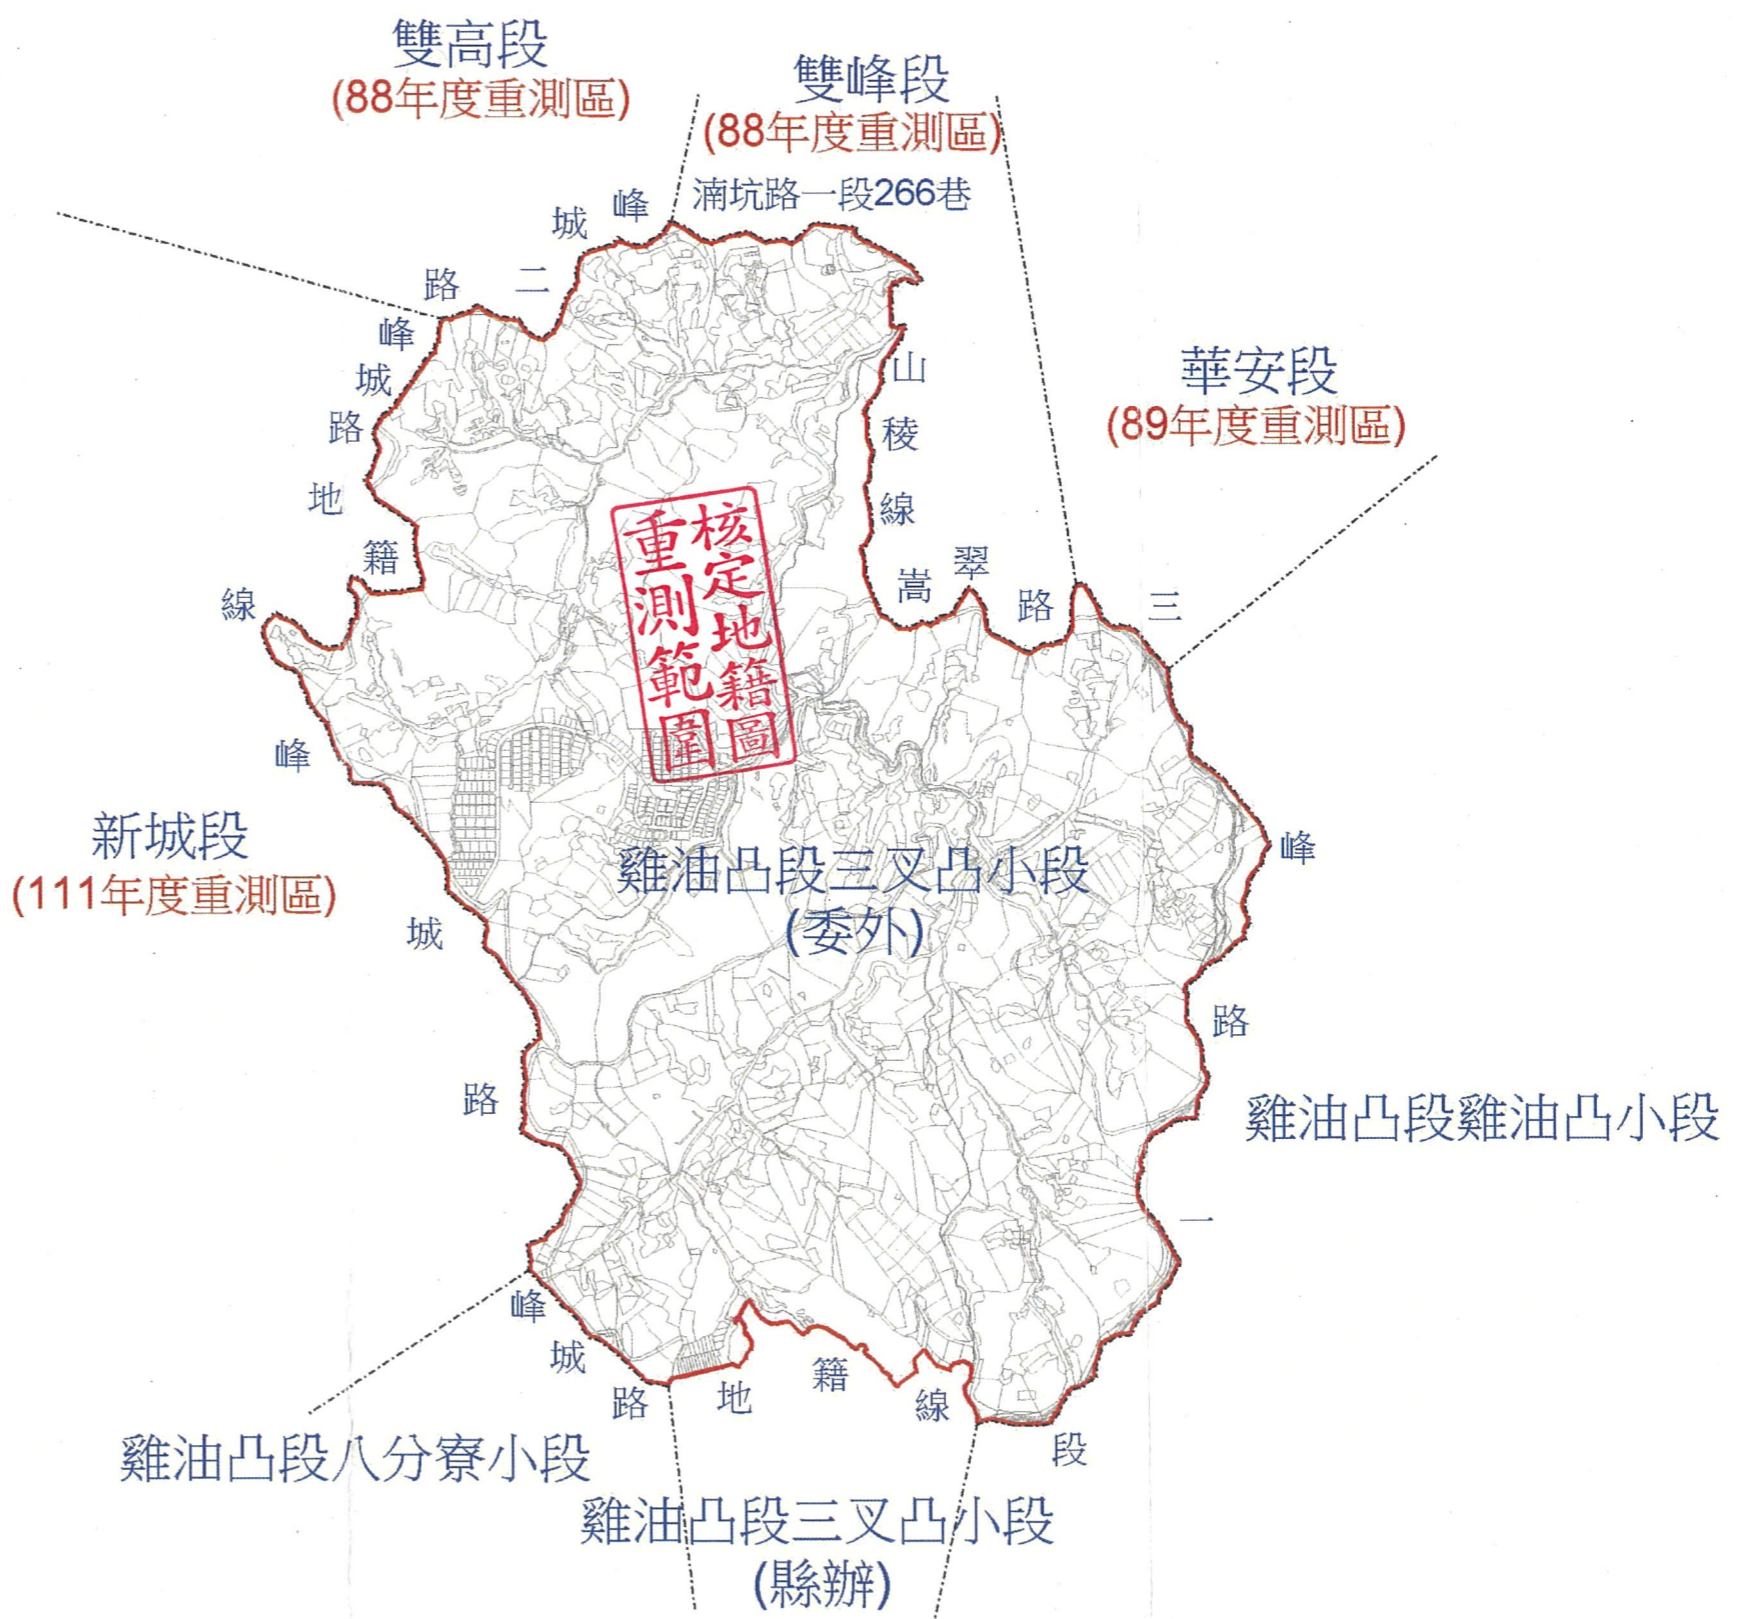 雙高段
(88年度重測區)
雙峰段
(88年度重測區)
湳坑路一段266巷
峰城二路
峰城路地籍線
山稜線
嵩翠路
華安段
(89年度重測區)
三峰路一段
核定地籍圖
重測範圍
新城段
(111年度重測區)
峰城路
雞油凸段三叉凸小段
(委外)
雞油凸段雞油凸小段
峰城路
地籍線
雞油凸段八分寮小段
雞油凸段三叉凸小段
(縣辦)